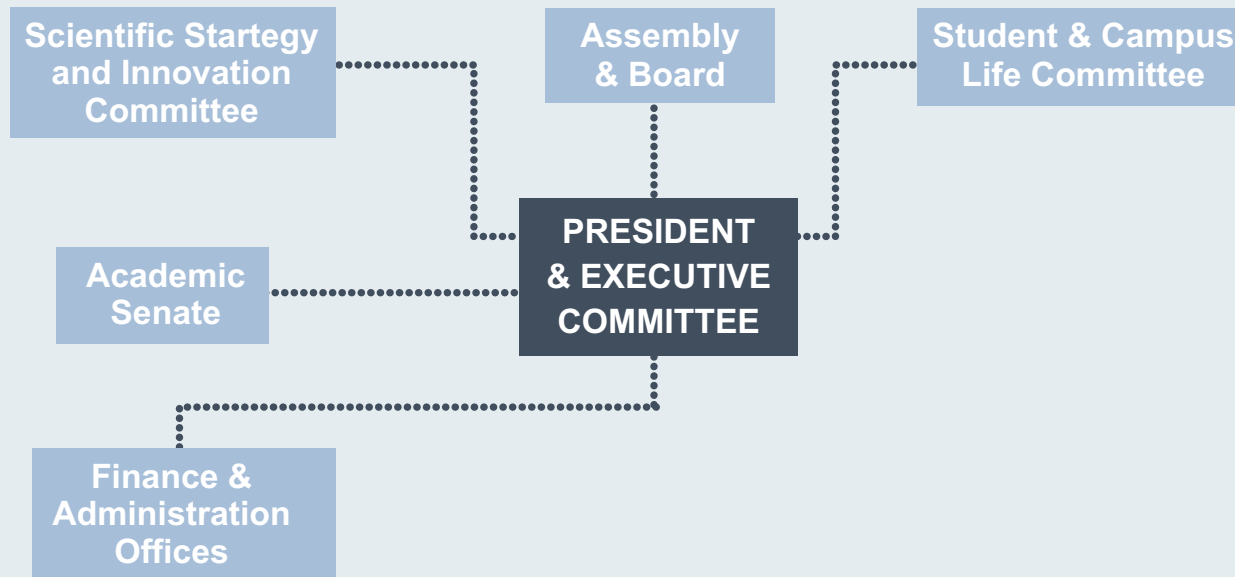 Scientific Startegy
and Innovation
Committee
Assembly
& Board
Student & Campus
Life Committee
PRESIDENT
& EXECUTIVE
COMMITTEE
Academic
Senate
Finance &
Administration
Offices